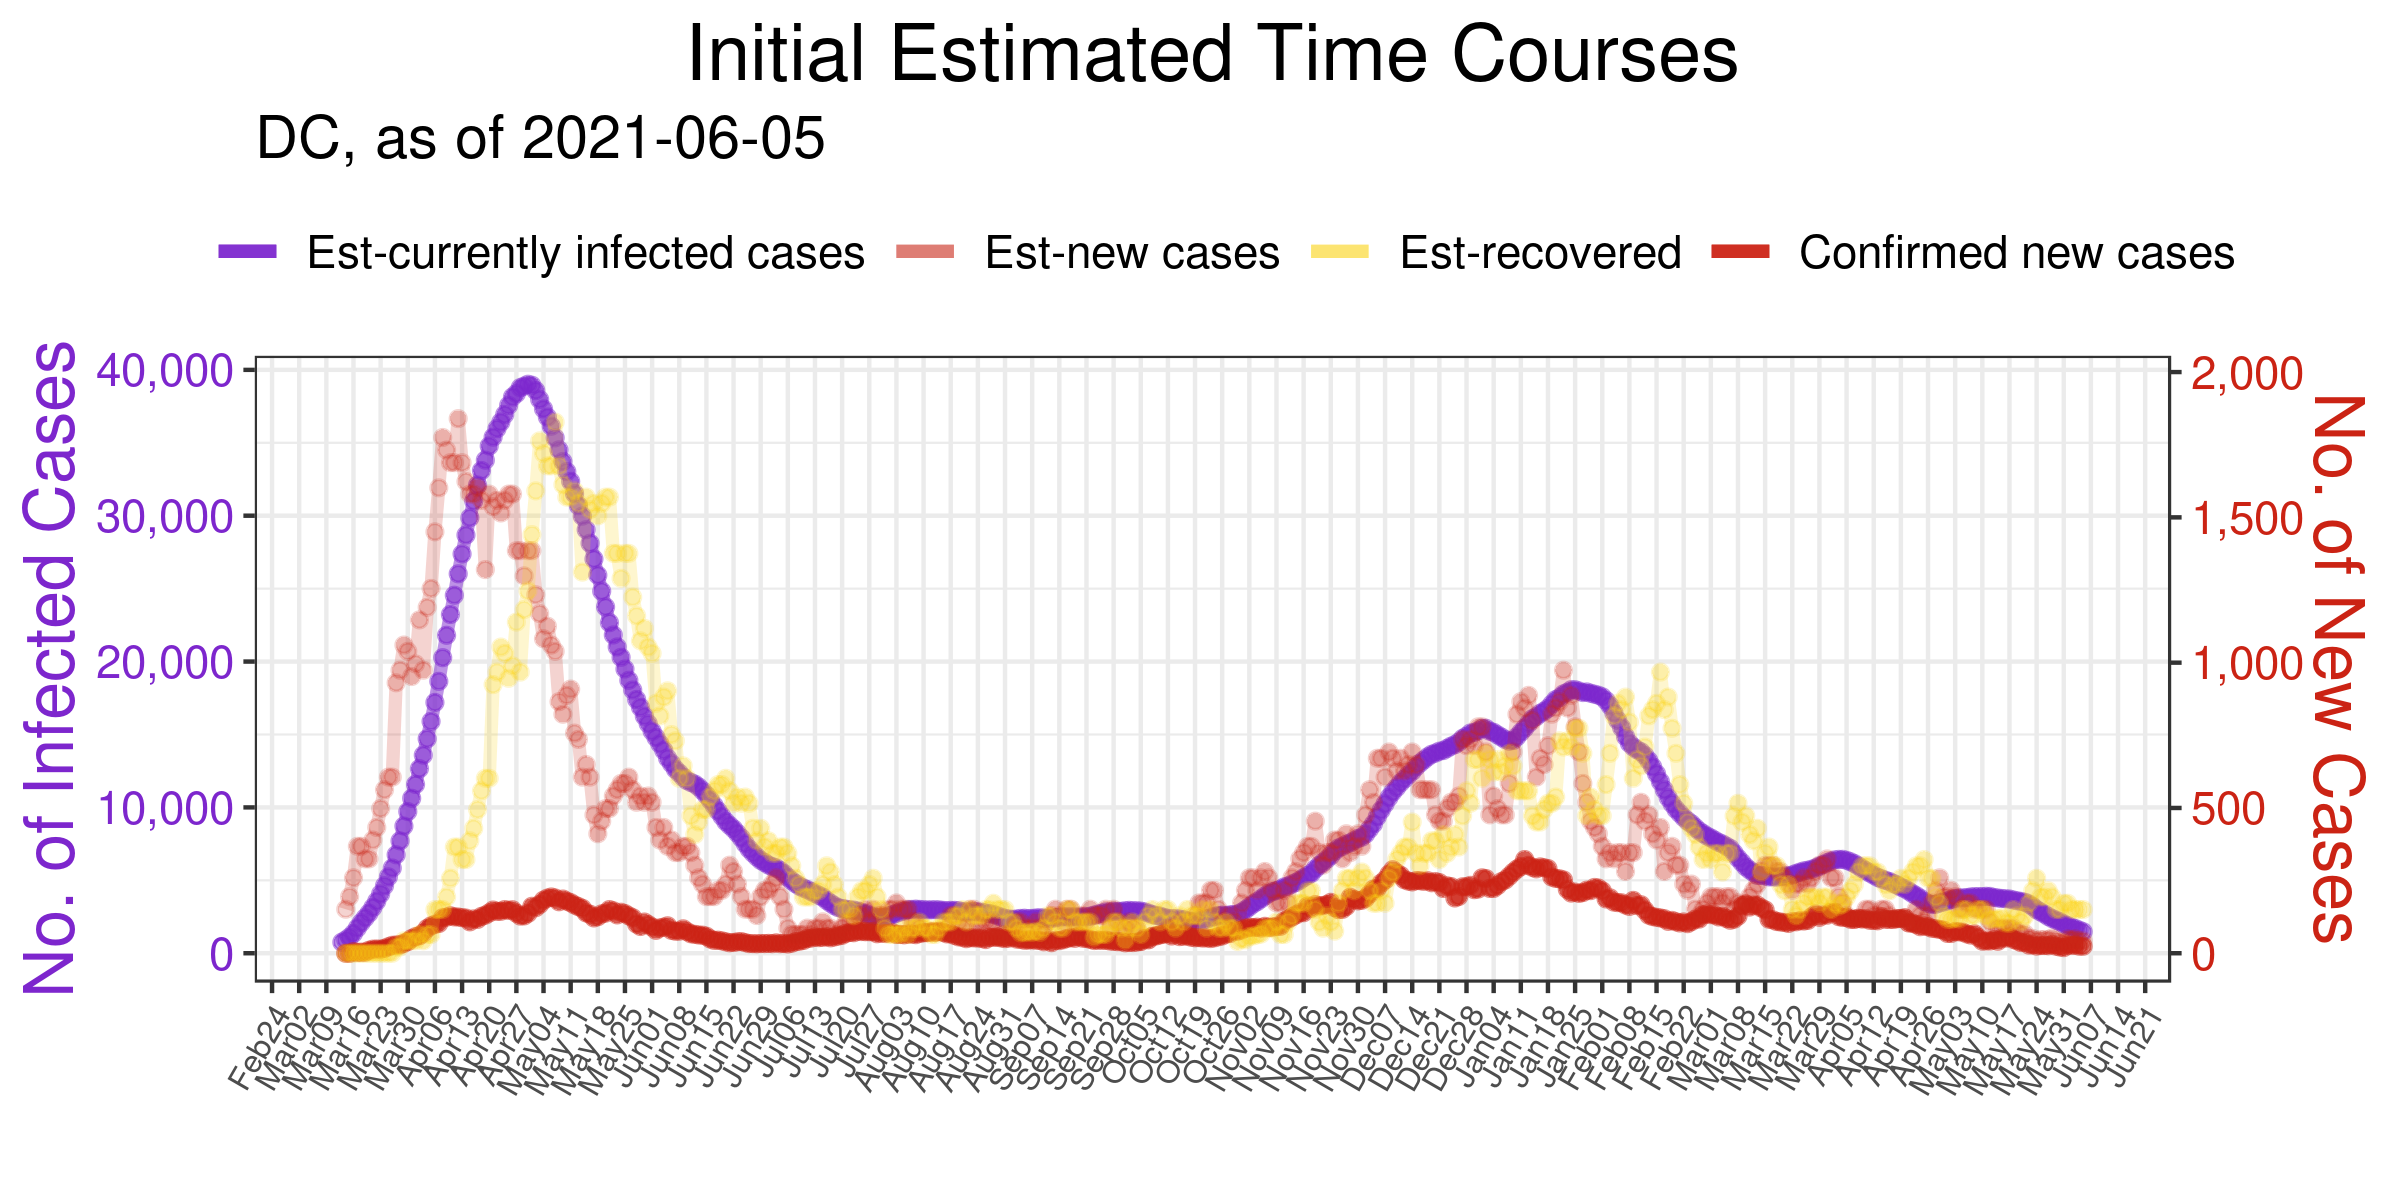 Initial Estimated Time Courses
DC, as of 2021-06-05
Est-currently infected cases Est-new cases Est-recovered Confirmed new cases
No. of Infected Cases
40,000
30,000
20,000
10,000
0
2,000
1,500
1,000
500
0
No. of New Cases
Feb24 Mar02 Mar09 Mar16 Mar23 Mar30 Apr06 Apr13 Apr20 Apr27 May04 May11 May18 May25 Jun01 Jun08 Jun15 Jun22 Jun29 Jul06 Jul13 Jul20 Jul27 Aug03 Aug10 Aug17 Aug24 Aug31 Sep07 Sep14 Sep21 Sep28 Oct05 Oct12 Oct19 Oct26 Nov02 Nov09 Nov16 Nov23 Nov30 Dec07 Dec14 Dec21 Dec28 Jan04 Jan11 Jan18 Jan25 Feb01 Feb08 Feb15 Feb22 Mar01 Mar08 Mar15 Mar22 Mar29 Apr05 Apr12 Apr19 Apr26 May03 May10 May17 May24 May31 Jun07 Jun14 Jun21